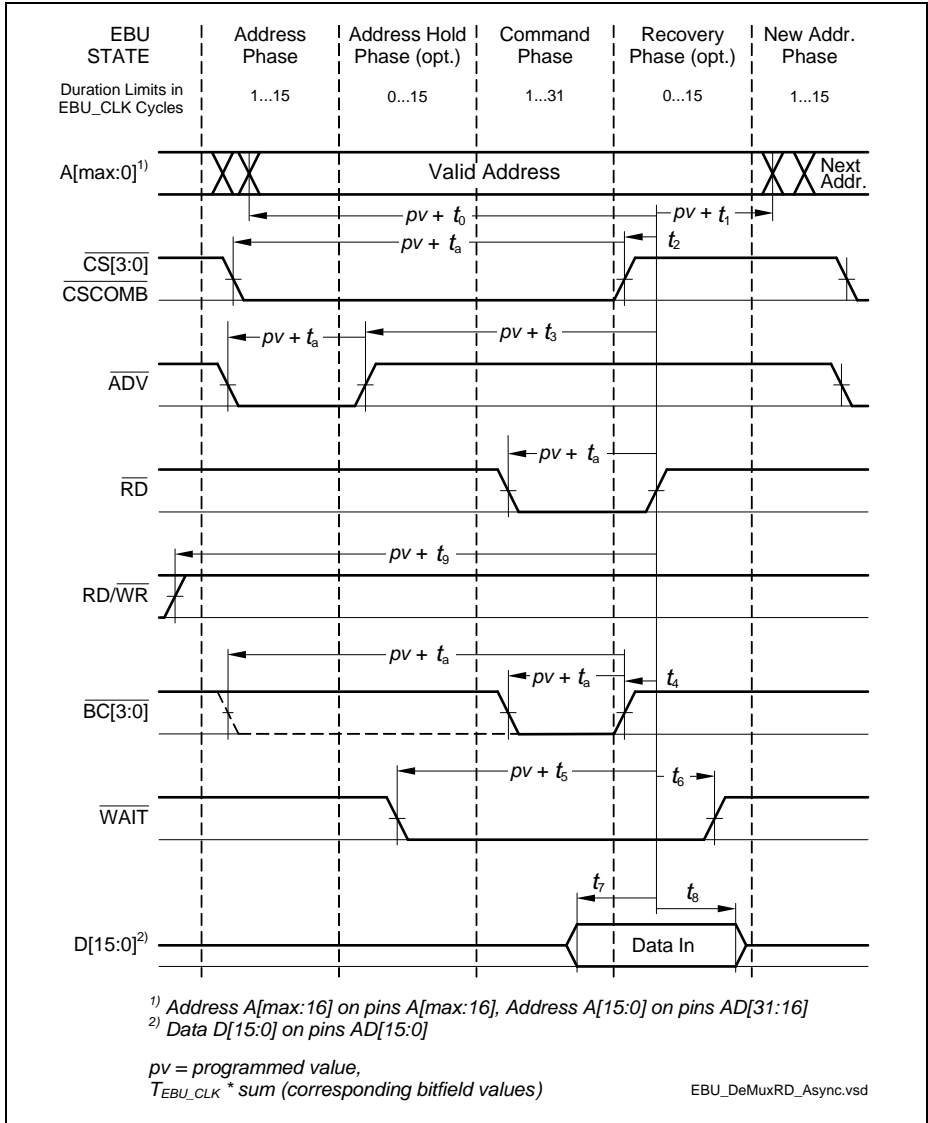 EBU STATE
Address Phase
Address Hold Phase (opt.)
Command Phase
Recovery Phase (opt.)
New Addr. Phase
Duration Limits in EBU_CLK Cycles
1...15
0...15
1...31
0...15
1...15
A[max:0]1)
Valid Address
Next Addr.
pv + t0
pv + t1
pv + ta
t2
CS[3:0]
CSCOMB
pv + ta
pv + t3
ADV
pv + ta
RD
pv + t9
RD/WR
pv + ta
pv + ta
t4
BC[3:0]
pv + t5
t6
WAIT
t7
t8
D[15:0]2)
Data In
1) Address A[max:16] on pins A[max:16], Address A[15:0] on pins AD[31:16]
2) Data D[15:0] on pins AD[15:0]
pv = programmed value,
TEBU_CLK * sum (corresponding bitfield values)
EBU_DeMuxRD_Async.vsd